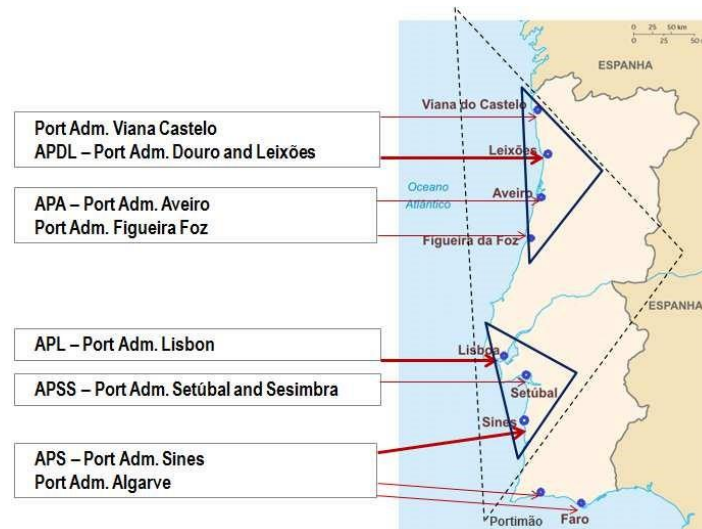 Port Adm. Viana Castelo
APDL – Port Adm. Douro and Leixões
APA – Port Adm. Aveiro
Port Adm. Figueira Foz
APL – Port Adm. Lisbon
APSS – Port Adm. Setúbal and Sesimbra
APS – Port Adm. Sines
Port Adm. Algarve
0 25 50 km
0 25 50
ESPANHA
Viana do Castelo
Leixões
Oceano
Atlântico
Aveiro
Figueira da Foz
ESPANHA
Lisboa
Setúbal
Sines
Portimão
Faro